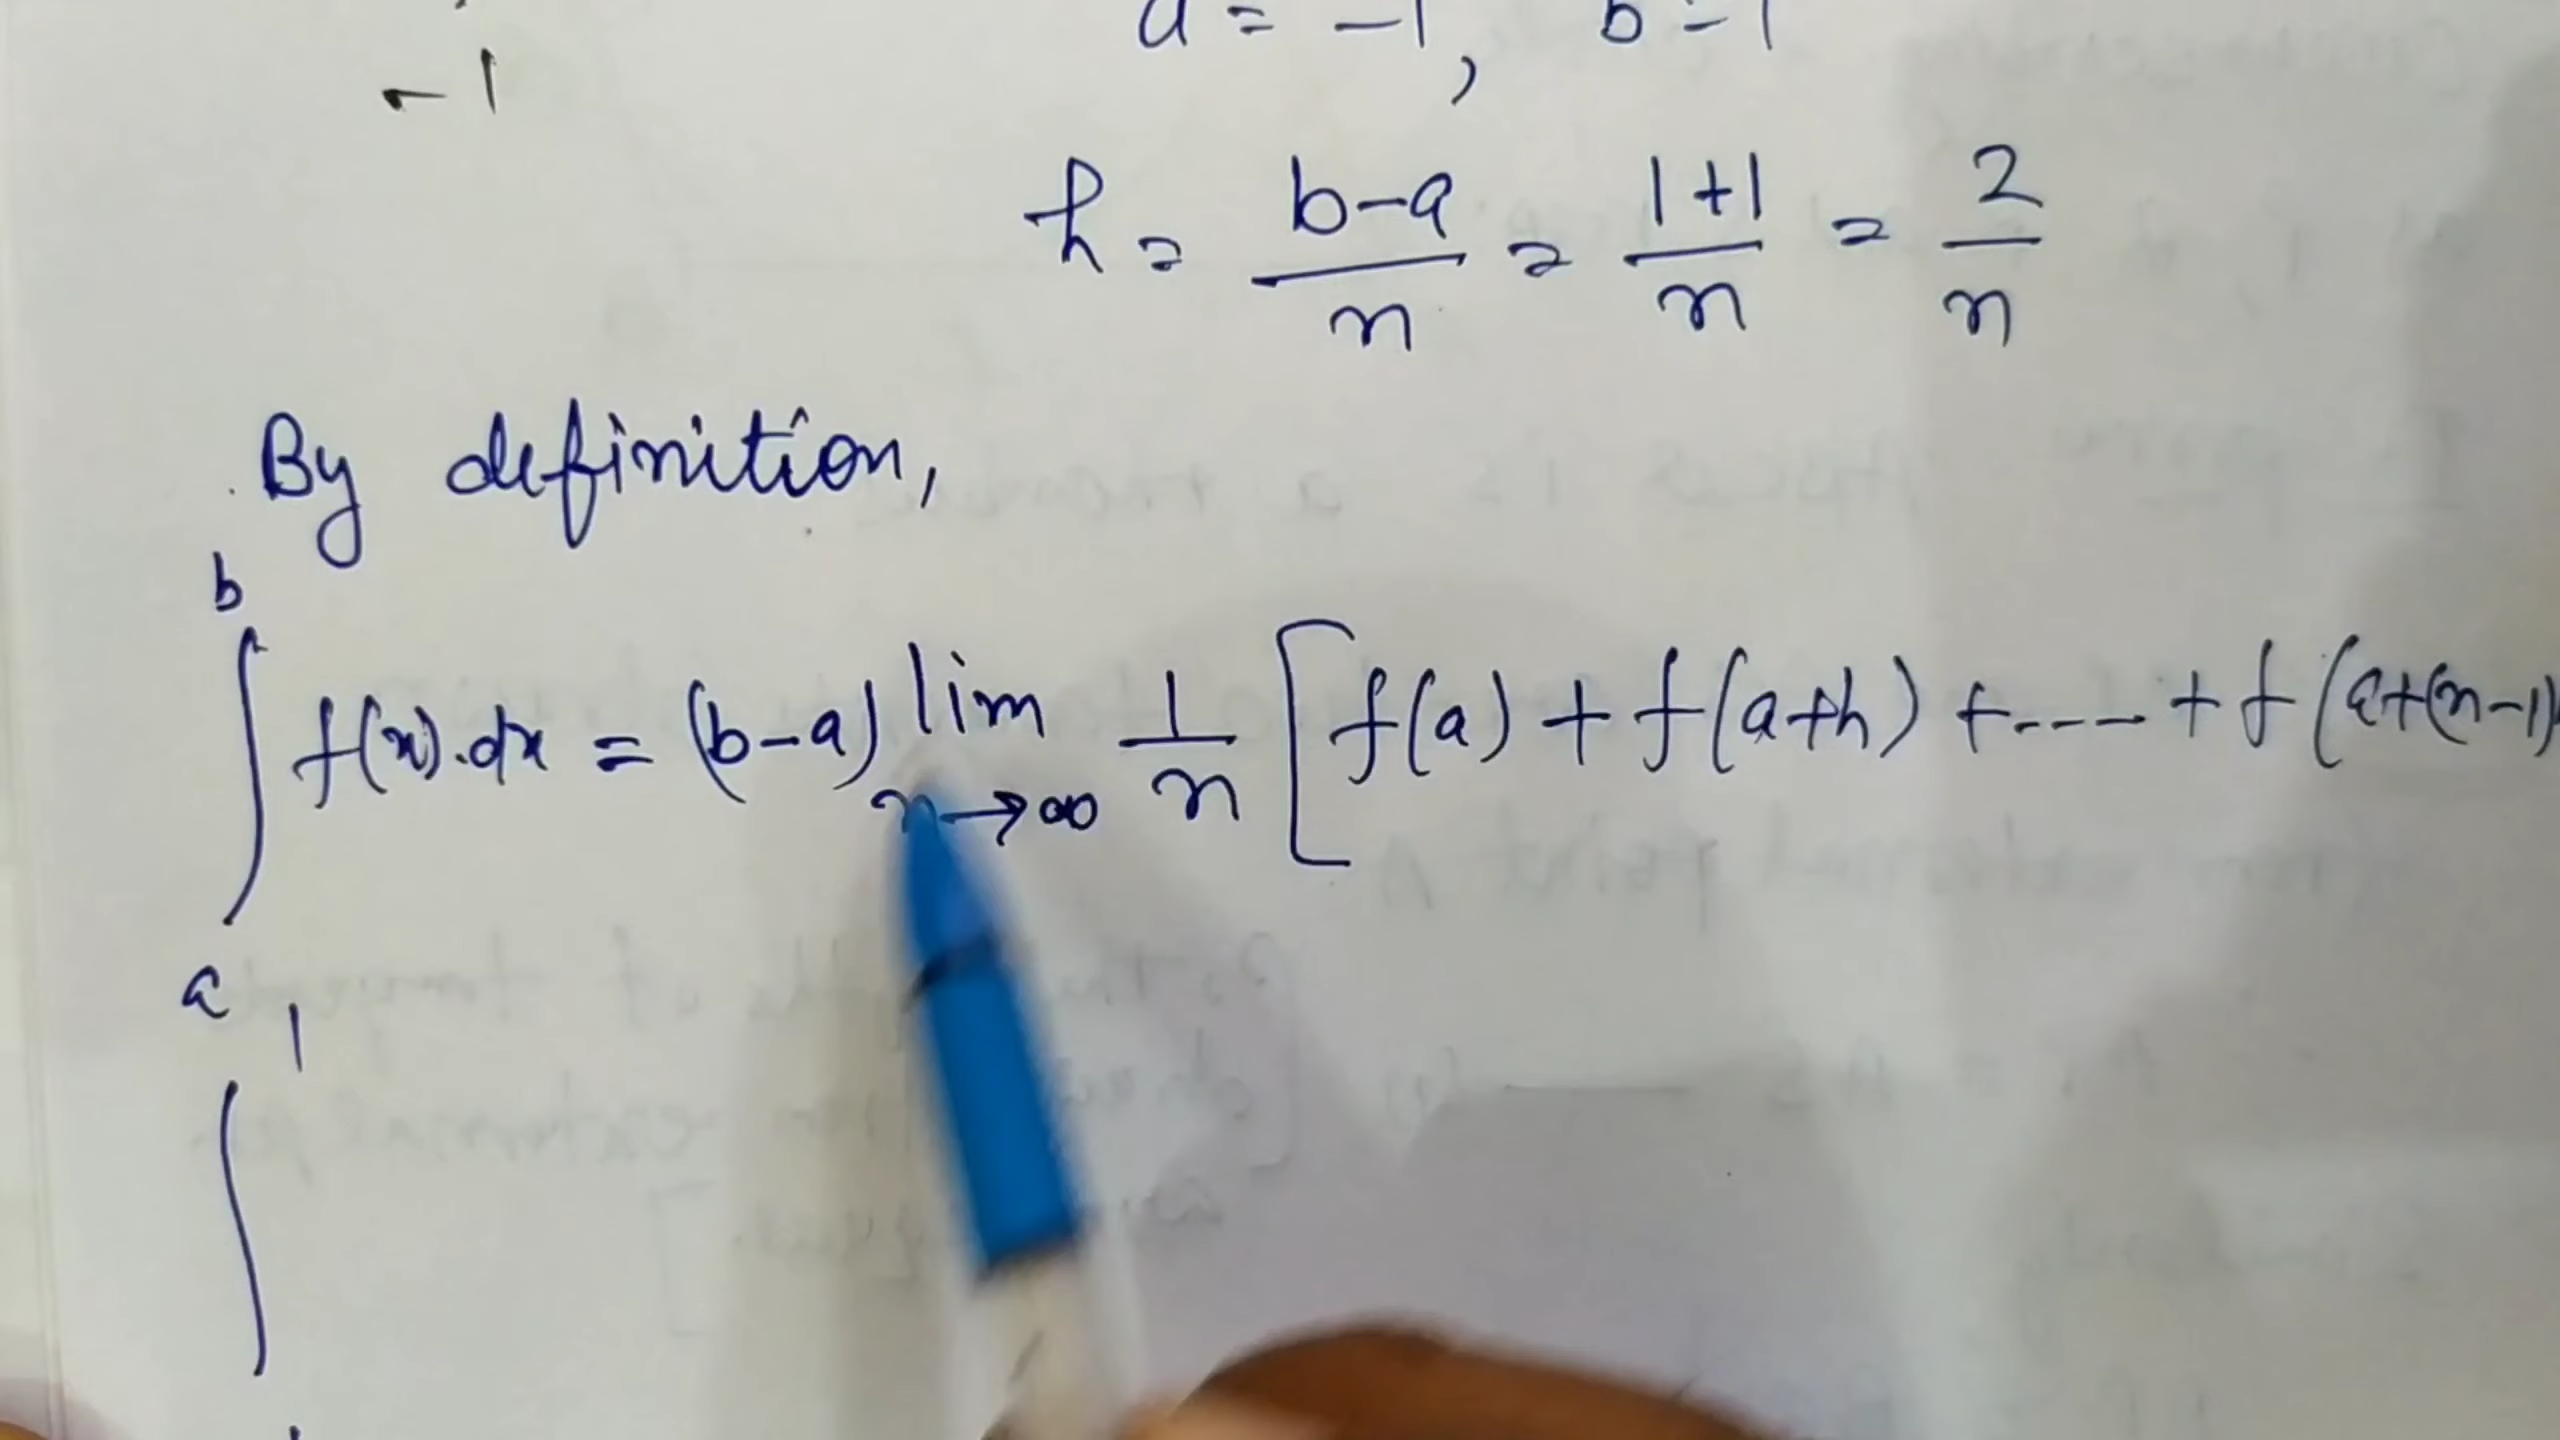 a = -1, b = 1
-1
h = b-a/n = 1+1/n = 2/n
By definition,
∫_a^b f(x).dx = (b-a) lim_{n→∞} 1/n [f(a) + f(a+h) +---- + f(a+(n-1)
∫ 1